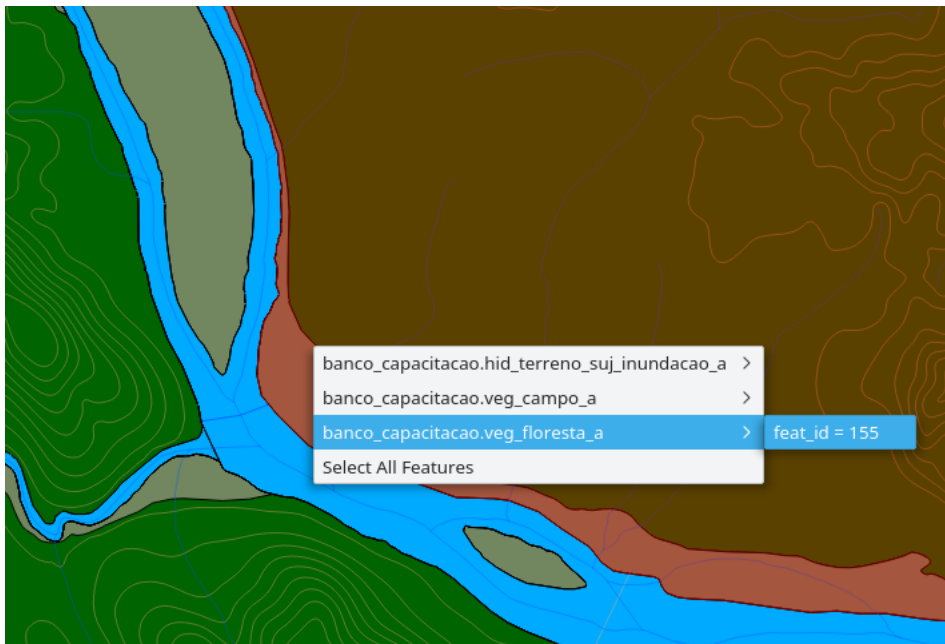 banco_capacitacao.hid_terreno_suj_inundacao_a
banco_capacitacao.veg_campo_a
banco_capacitacao.veg_floresta_a
feat_id = 155
Select All Features